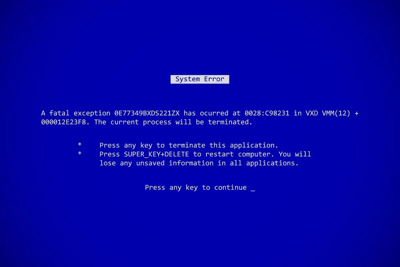 System Error
A fatal exception 0E77349BXD5221ZX has ocurred at 0028:C98231 in VXD VMM(12) +
000012E23F8. The current process will be terminated.
* Press any key to terminate this application.
* Press SUPER_KEY+DELETE to restart computer. You will
lose any unsaved information in all applications.
Press any key to continue _